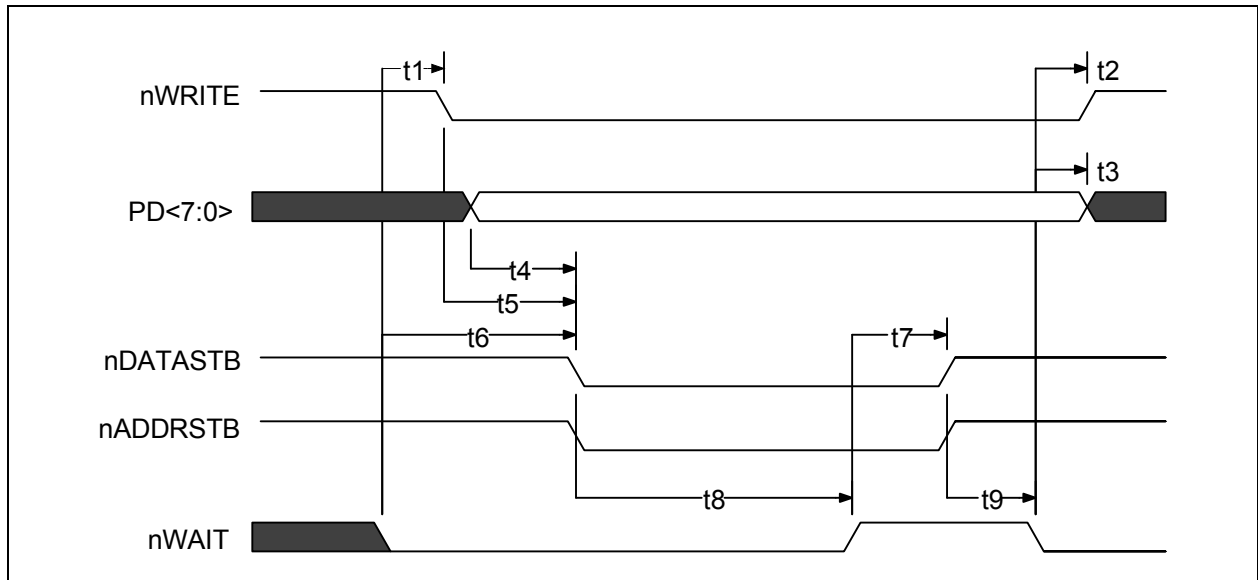 t1
t2
nWRITE
t3
PD<7:0>
t4
t5
t6
t7
nDATASTB
nADDRSTB
t8
t9
nWAIT